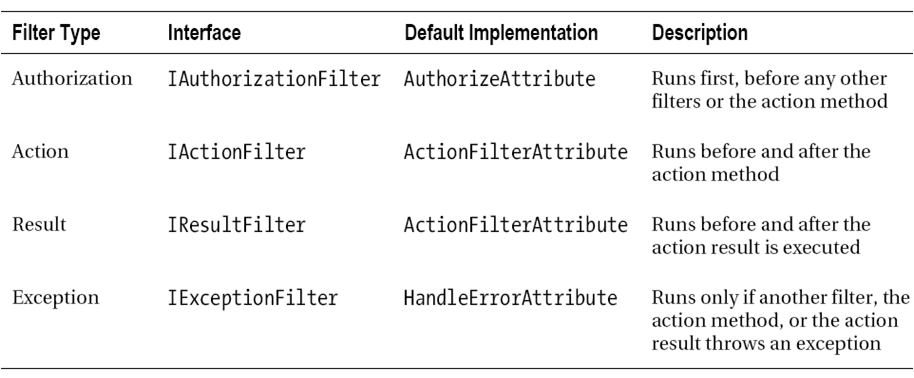 Filter Type Interface Default Implementation Description
Authorization IAuthorizationFilter AuthorizeAttribute Runs first, before any other
filters or the action method
Action IActionFilter ActionFilterAttribute Runs before and after the
action method
Result IResultFilter ActionFilterAttribute Runs before and after the
action result is executed
Exception IExceptionFilter HandleErrorAttribute Runs only if another filter, the
action method, or the action
result throws an exception